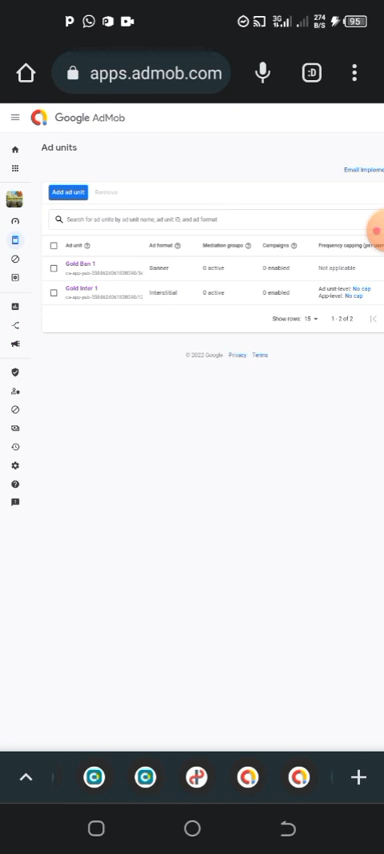 3G
274
B/S
95
apps.admob.com
:D
Google AdMob
Ad units
Email
Add ad unit
Remove
Search for ad units by ad unit name, ad unit ID, and ad format
Ad unit
Ad format
Mediation groups
Campaigns
Frequency capping
Gold Ban 1
Banner
0 active
0 enabled
Not applicable
Gold Inter 1
Interstitial
0 active
0 enabled
Ad unit-level: No cap
App-level: No cap
Show rows: 15
1 - 2 of 2
© 2022 Google Privacy Terms